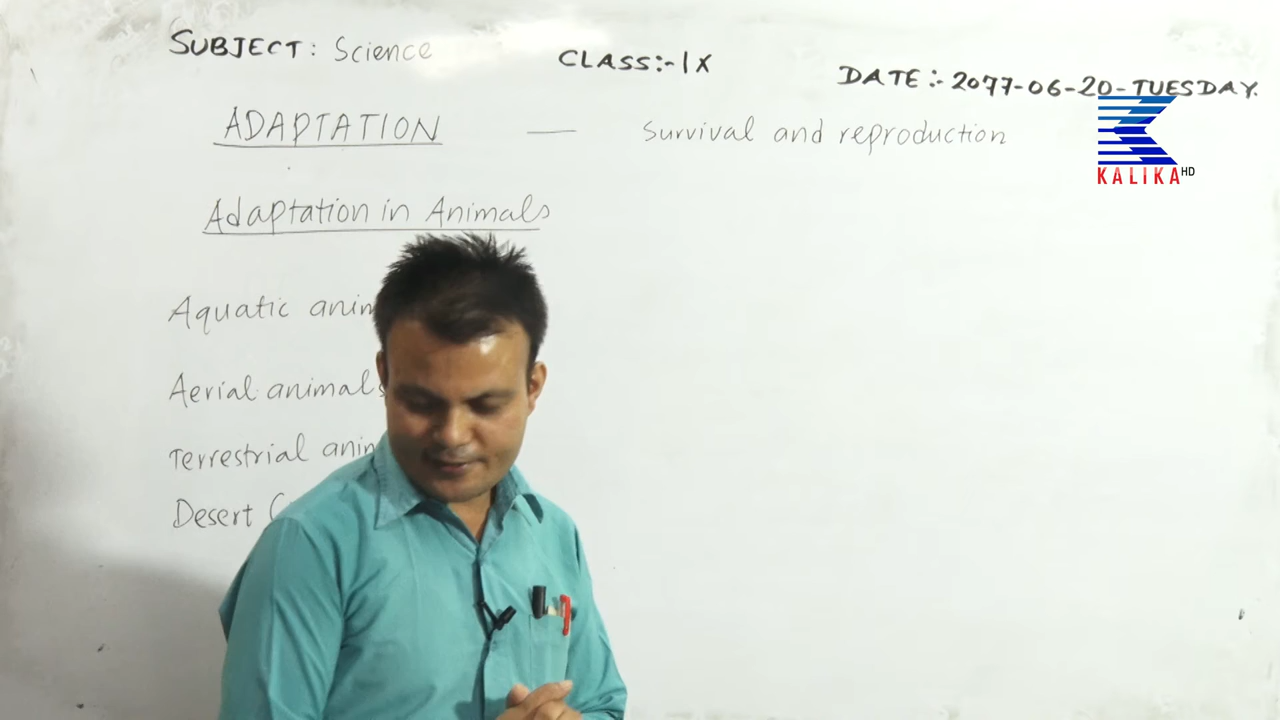 SUBJECT: Science
CLASS:-IX
DATE:-2077-06-20-TUESDAY.
ADAPTATION — Survival and reproduction
KALIKA HD
Adaptation in Animals
Aquatic anim
Aerial animals
Terrestrial anim
Desert (